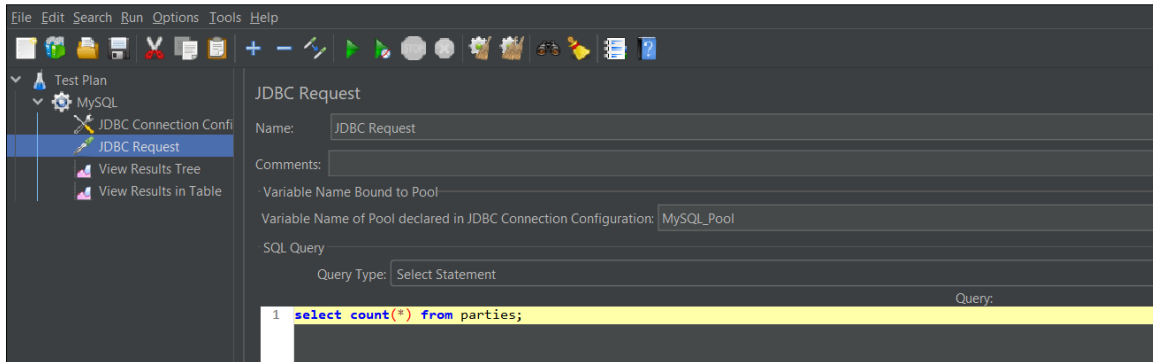 File Edit Search Run Options Tools Help
STOP
Test Plan
MySQL
JDBC Connection Confi
JDBC Request
View Results Tree
View Results in Table
JDBC Request
Name: JDBC Request
Comments:
Variable Name Bound to Pool
Variable Name of Pool declared in JDBC Connection Configuration: MySQL_Pool
SQL Query
Query Type: Select Statement
Query:
1 select count(*) from parties;